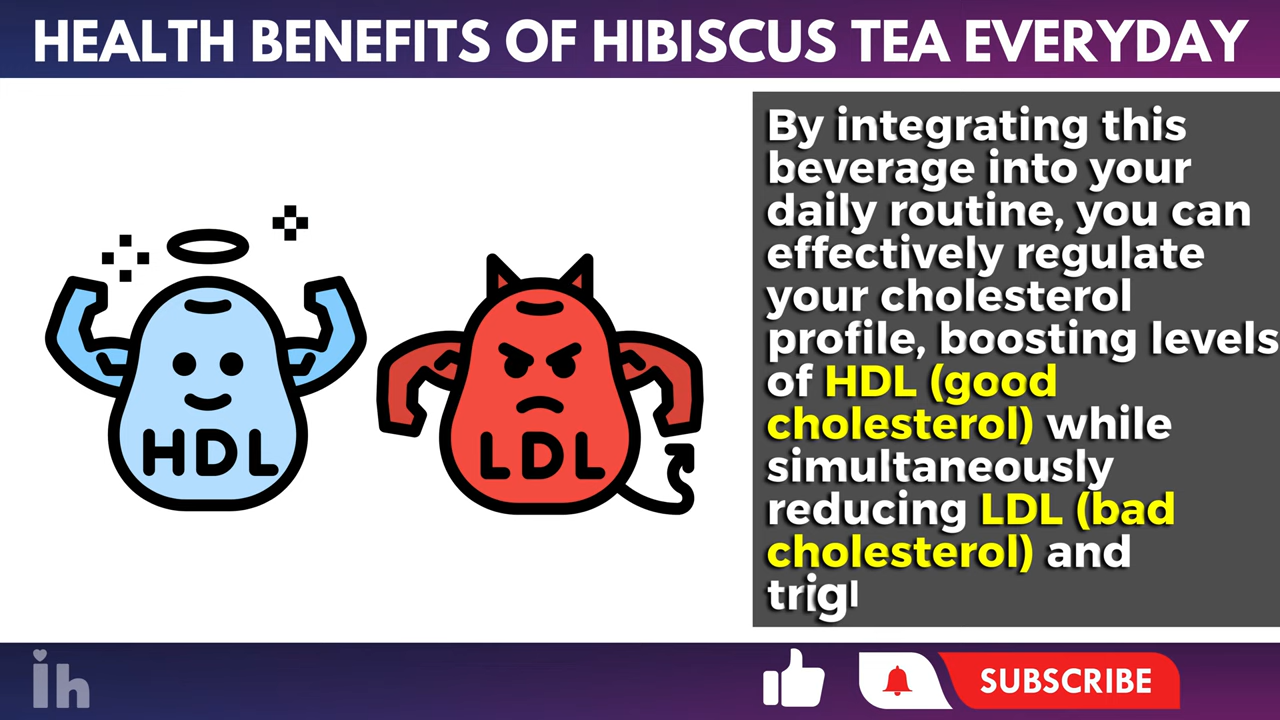 HEALTH BENEFITS OF HIBISCUS TEA EVERYDAY
By integrating this
beverage into your
daily routine, you can
effectively regulate
your cholesterol
profile, boosting levels
of HDL (good
cholesterol) while
simultaneously
reducing LDL (bad
cholesterol) and
trigl
HDL
LDL
ih
SUBSCRIBE